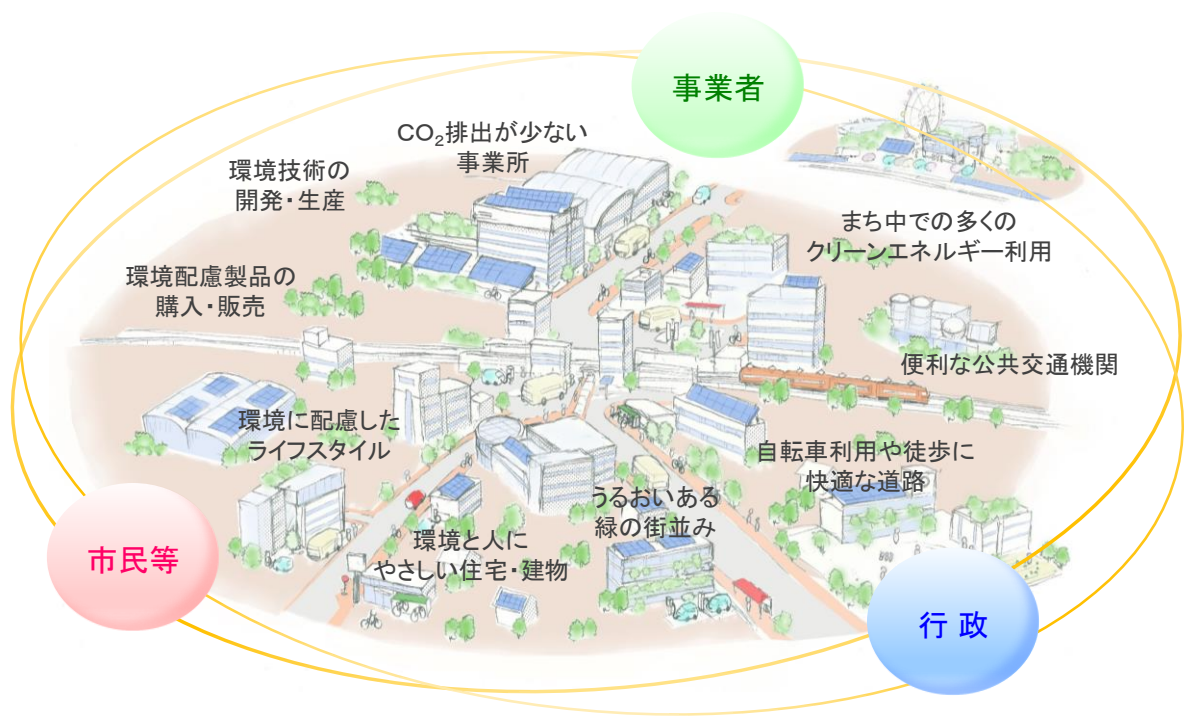 事業者
CO₂排出が少ない
事業所
環境技術の
開発・生産
まち中での多くの
クリーンエネルギー利用
環境配慮製品の
購入・販売
便利な公共交通機関
環境に配慮した
ライフスタイル
自転車利用や徒歩に
快適な道路
うるおいある
緑の街並み
環境と人に
やさしい住宅・建物
市民等
行政